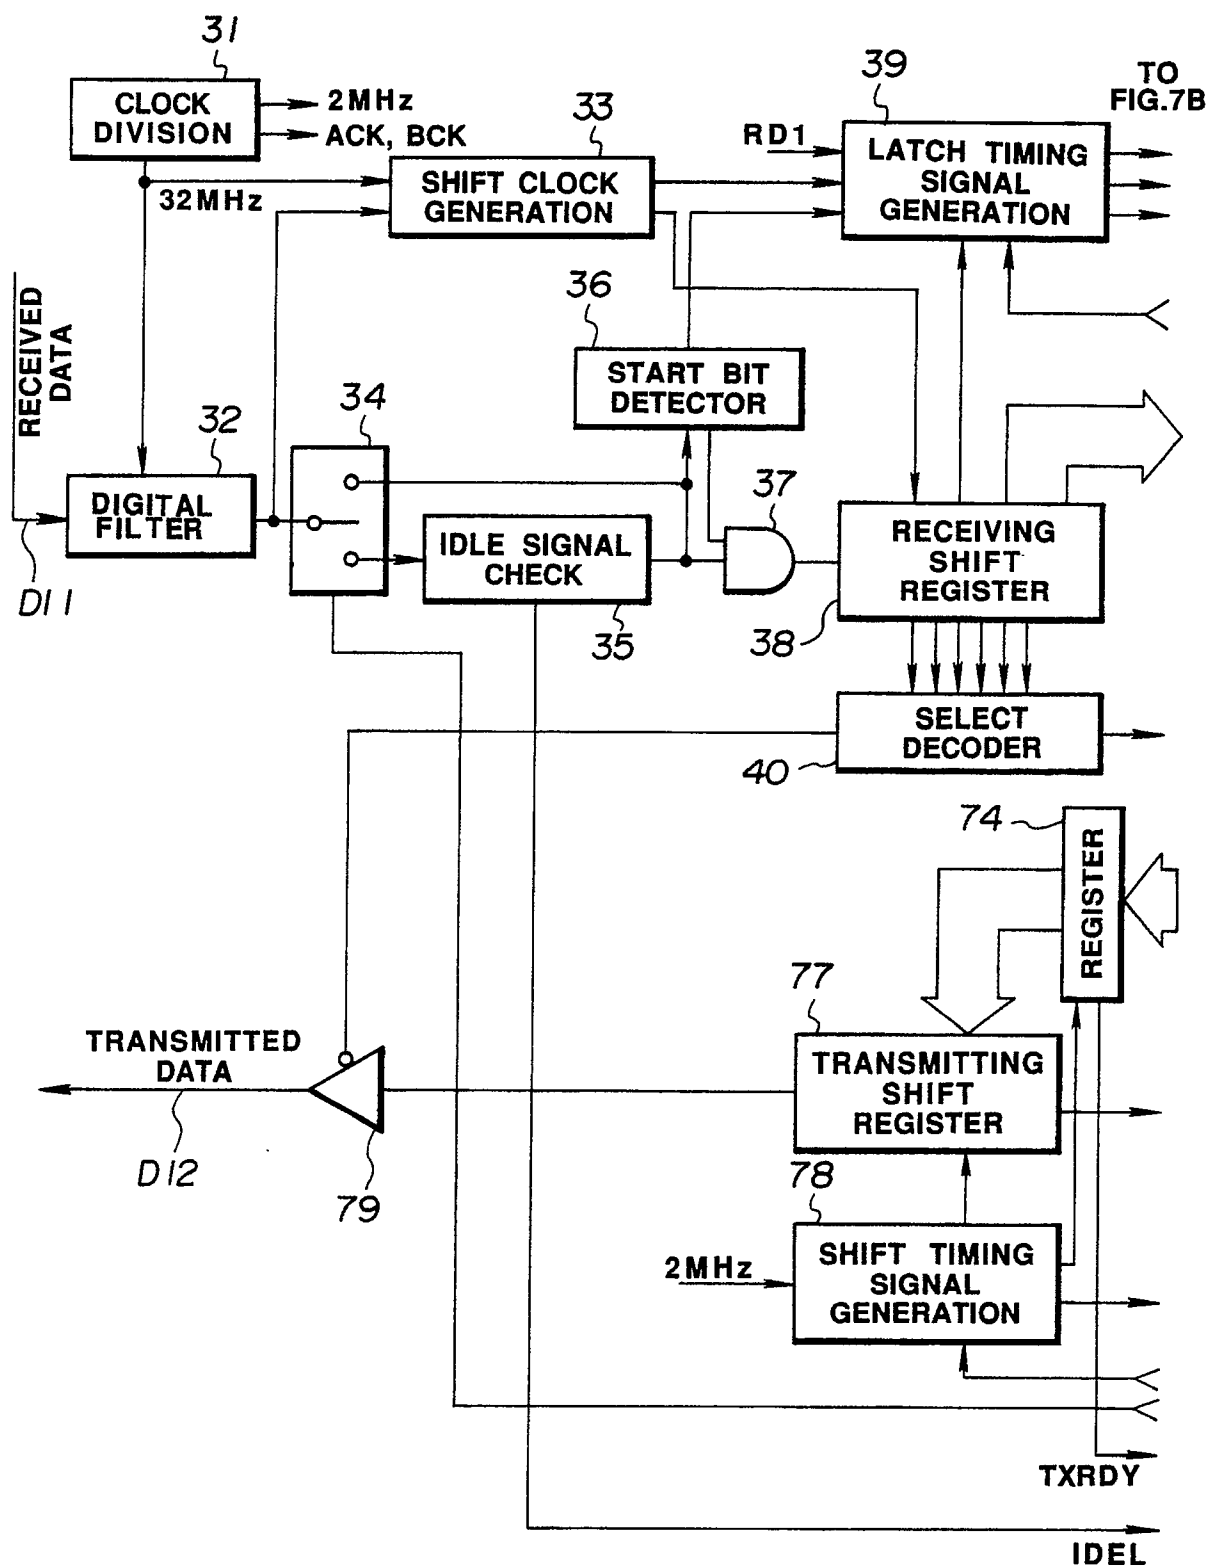 31
CLOCK
DIVISION
2MHz
ACK, BCK
32MHz
33
SHIFT CLOCK
GENERATION
39
RD1
LATCH TIMING
SIGNAL
GENERATION
TO
FIG.7B
RECEIVED
DATA
D11
32
DIGITAL
FILTER
34
36
START BIT
DETECTOR
IDLE SIGNAL
CHECK
35
37
RECEIVING
SHIFT
REGISTER
38
SELECT
DECODER
40
74
REGISTER
77
TRANSMITTING
SHIFT
REGISTER
TRANSMITTED
DATA
D12
79
78
2MHz
SHIFT TIMING
SIGNAL
GENERATION
TXRDY
IDEL